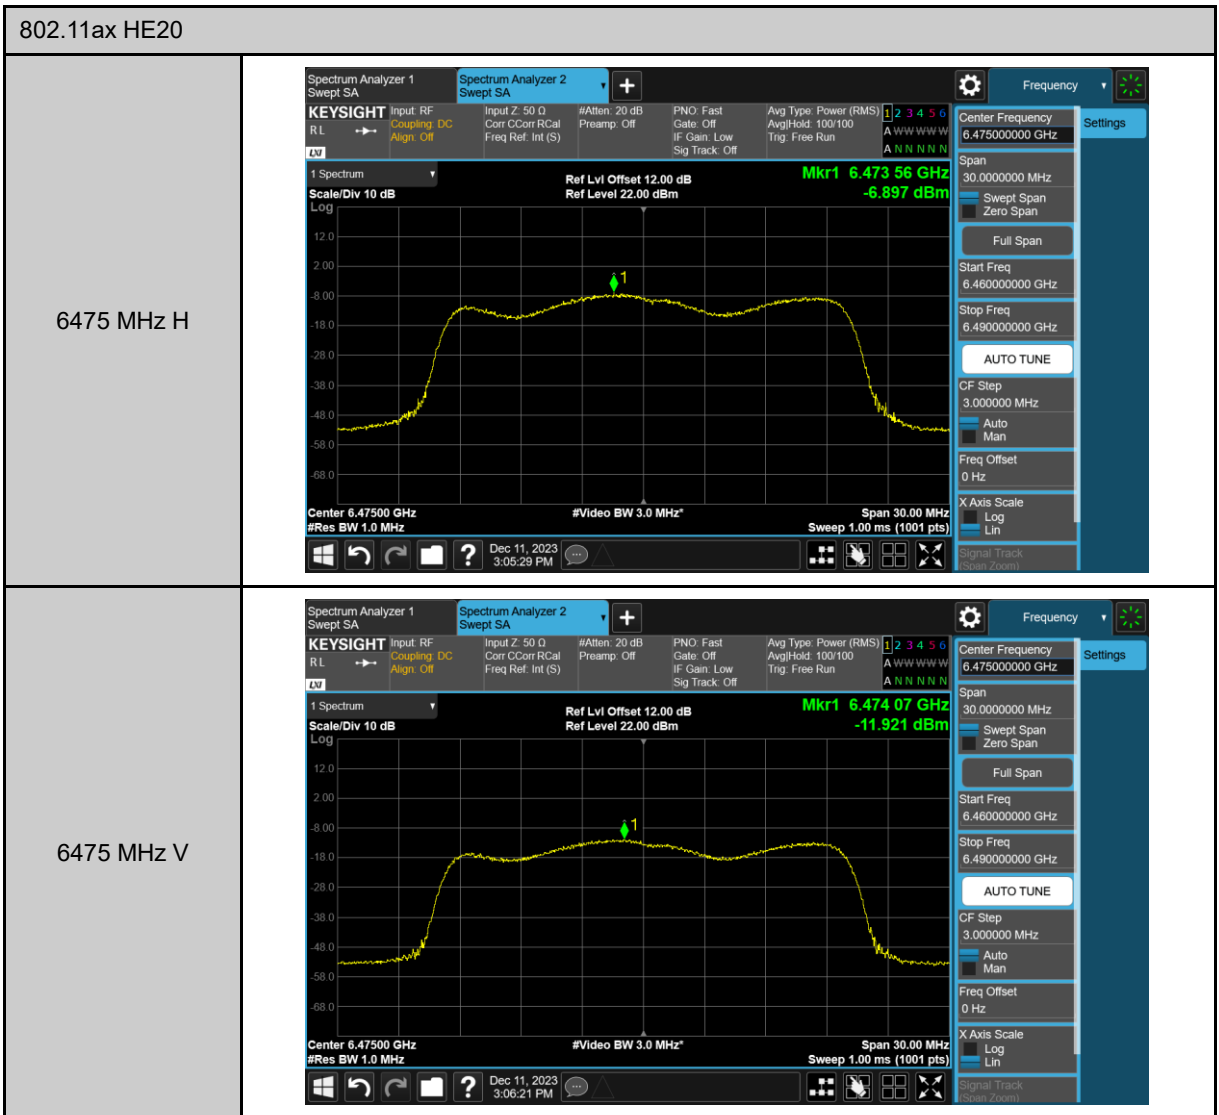 802.11ax HE20
6475 MHz H
Spectrum Analyzer 1
Swept SA
Spectrum Analyzer 2
Swept SA
Frequency
KEYSIGHT
RL
LXI
Input: RF
Coupling: DC
Align: Off
Input Z: 50 Ω
Corr CCorr RCal
Freq Ref: Int (S)
#Atten: 20 dB
Preamp: Off
PNO: Fast
Gate: Off
IF Gain: Low
Sig Track: Off
Avg Type: Power (RMS)
Avg|Hold: 100/100
Trig: Free Run
1 2 3 4 5 6
A W W W W W
A N N N N N
1 Spectrum
Scale/Div 10 dB
Log
Ref Lvl Offset 12.00 dB
Ref Level 22.00 dBm
Mkr1 6.473 56 GHz
-6.897 dBm
1
12.0
2.00
-8.00
-18.0
-28.0
-38.0
-48.0
-58.0
-68.0
Center 6.47500 GHz
#Res BW 1.0 MHz
#Video BW 3.0 MHz*
Span 30.00 MHz
Sweep 1.00 ms (1001 pts)
?
Dec 11, 2023
3:05:29 PM
Center Frequency
6.475000000 GHz
Settings
Span
30.0000000 MHz
Swept Span
Zero Span
Full Span
Start Freq
6.460000000 GHz
Stop Freq
6.490000000 GHz
AUTO TUNE
CF Step
3.000000 MHz
Auto
Man
Freq Offset
0 Hz
X Axis Scale
Log
Lin
Signal Track
(Span Zoom)
6475 MHz V
Spectrum Analyzer 1
Swept SA
Spectrum Analyzer 2
Swept SA
Frequency
KEYSIGHT
RL
LXI
Input: RF
Coupling: DC
Align: Off
Input Z: 50 Ω
Corr CCorr RCal
Freq Ref: Int (S)
#Atten: 20 dB
Preamp: Off
PNO: Fast
Gate: Off
IF Gain: Low
Sig Track: Off
Avg Type: Power (RMS)
Avg|Hold: 100/100
Trig: Free Run
1 2 3 4 5 6
A W W W W W
A N N N N N
1 Spectrum
Scale/Div 10 dB
Log
Ref Lvl Offset 12.00 dB
Ref Level 22.00 dBm
Mkr1 6.474 07 GHz
-11.921 dBm
1
12.0
2.00
-8.00
-18.0
-28.0
-38.0
-48.0
-58.0
-68.0
Center 6.47500 GHz
#Res BW 1.0 MHz
#Video BW 3.0 MHz*
Span 30.00 MHz
Sweep 1.00 ms (1001 pts)
?
Dec 11, 2023
3:06:21 PM
Center Frequency
6.475000000 GHz
Settings
Span
30.0000000 MHz
Swept Span
Zero Span
Full Span
Start Freq
6.460000000 GHz
Stop Freq
6.490000000 GHz
AUTO TUNE
CF Step
3.000000 MHz
Auto
Man
Freq Offset
0 Hz
X Axis Scale
Log
Lin
Signal Track
(Span Zoom)